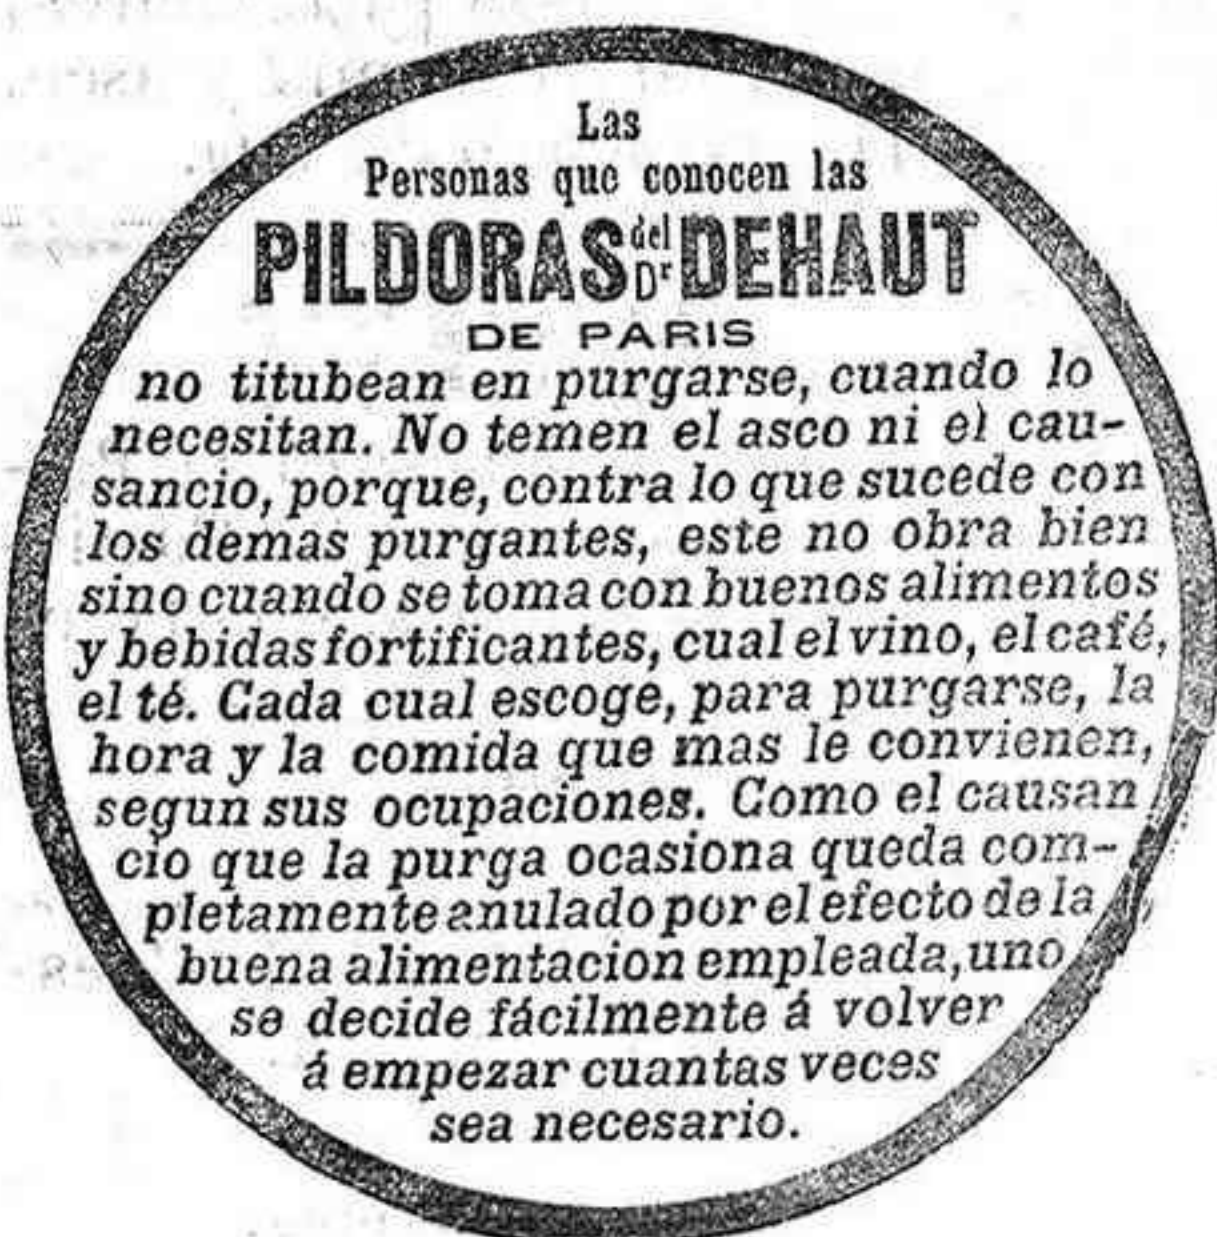 Las
Personas que conocen las
PILDORAS del Dr DEHAUT
DE PARIS
no titubean en purgarse, cuando lo
necesitan. No temen el asco ni el cau-
sancio, porque, contra lo que sucede con
los demas purgantes, este no obra bien
sino cuando se toma con buenos alimentos
y bebidas fortificantes, cual el vino, el café,
el té. Cada cual escoge, para purgarse, la
hora y la comida que mas le convienen,
segun sus ocupaciones. Como el causan
cio que la purga ocasiona queda com-
pletamente anulado por el efecto de la
buena alimentacion empleada, uno
se decide fácilmente á volver
á empezar cuantas veces
sea necesario.